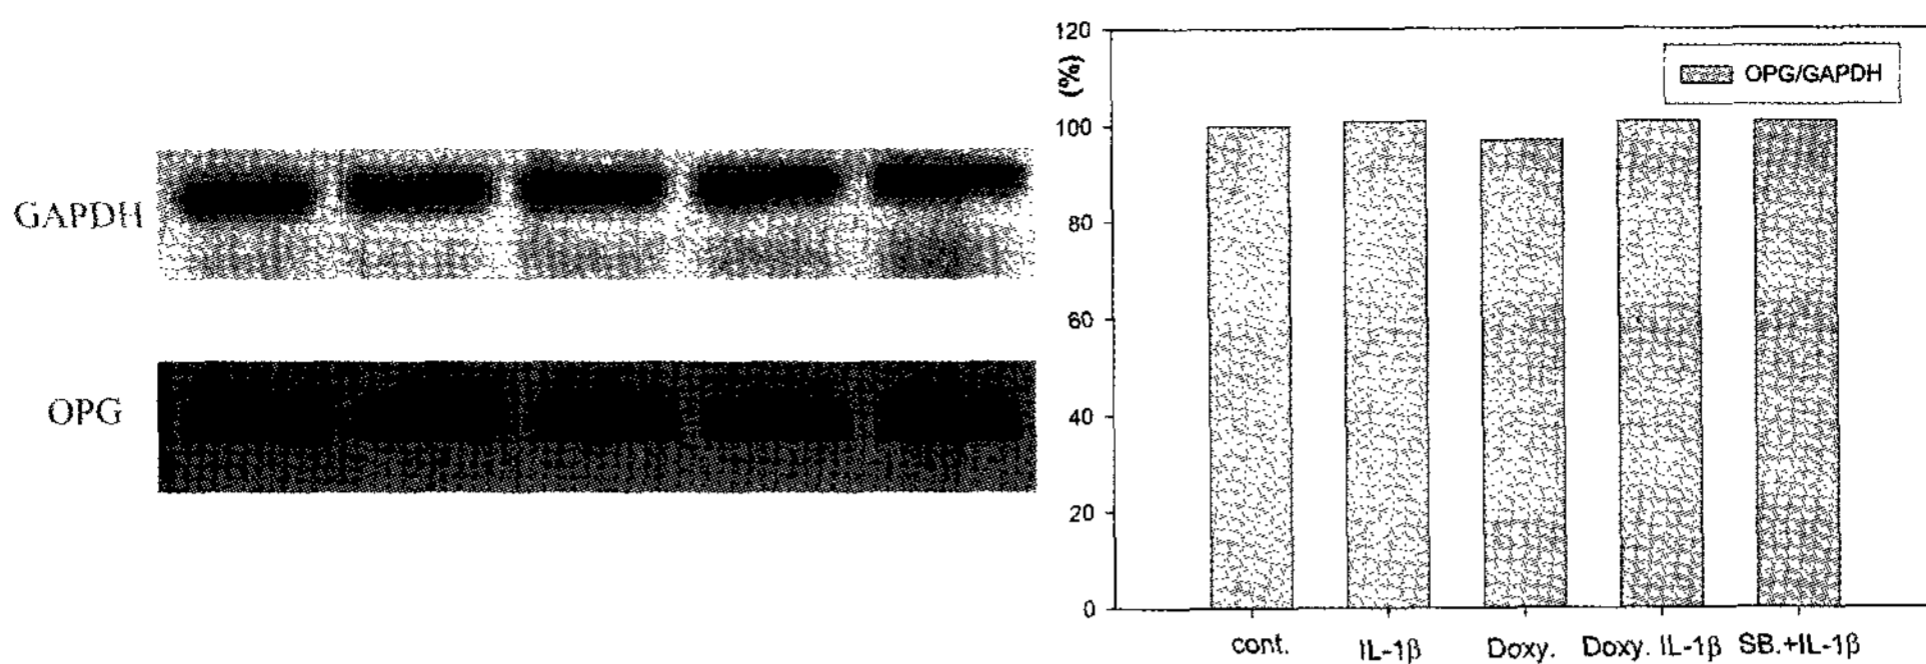 GAPDH
OPG
(%)
120
100
80
60
40
20
0
OPG/GAPDH
cont.
IL-1β
Doxy.
Doxy. IL-1β
SB.+IL-1β